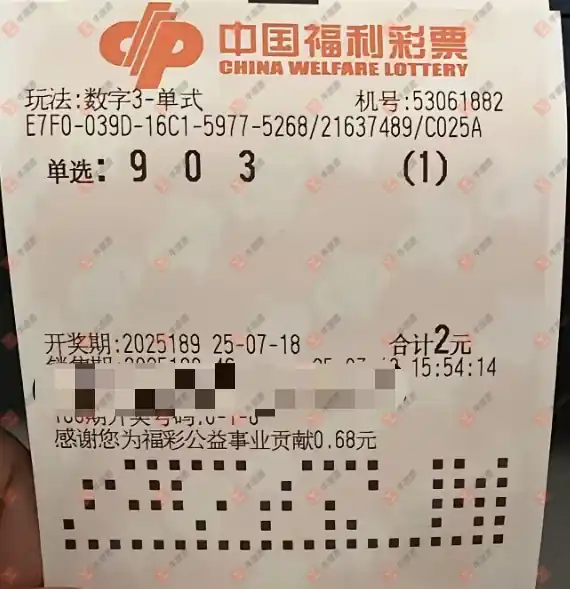 中国福利彩票
CHINA WELFARE LOTTERY
玩法:数字3-单式 机号:53061882
E7F0-039D-16C1-5977-5268/21637489/C025A
单选: 9 0 3 (1)
开奖期:2025189 25-07-18 合计2元
15:54:14
感谢您为福彩公益事业贡献0.68元